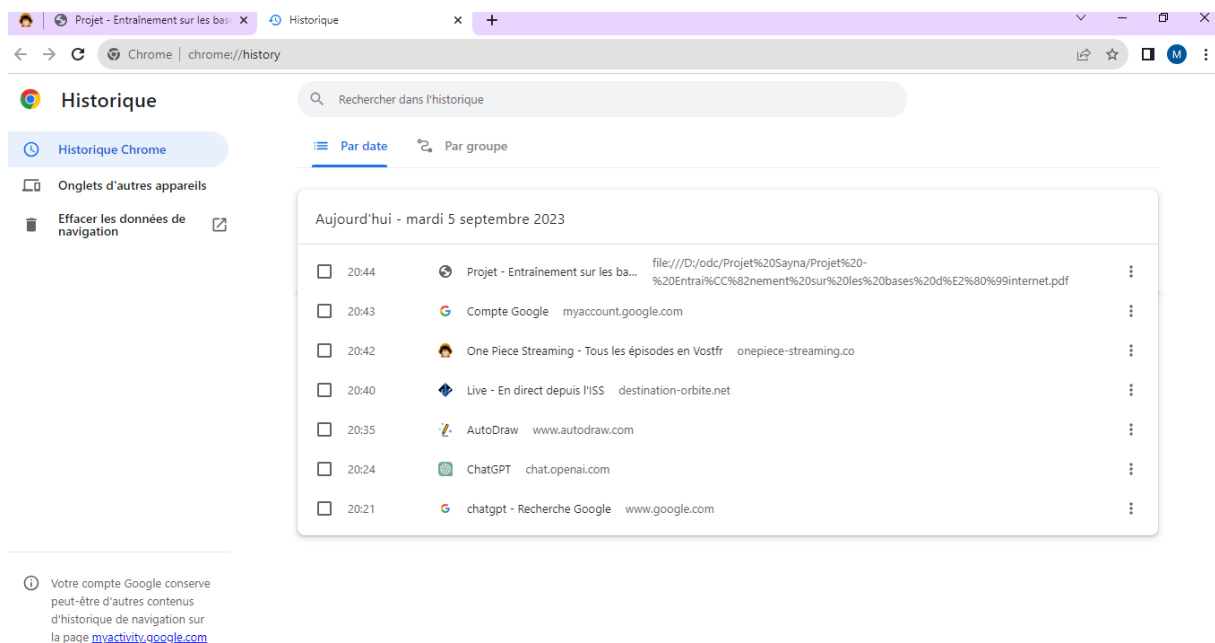 Projet - Entraînement sur les bas
Historique
Chrome | chrome://history
M
Historique
Rechercher dans l'historique
Historique Chrome
Par date
Par groupe
Onglets d'autres appareils
Effacer les données de
navigation
Aujourd'hui - mardi 5 septembre 2023
20:44 Projet - Entraînement sur les ba... file:///D:/odc/Projet%20Sayna/Projet%20-
%20Entrai%CC%82nement%20sur%20les%20bases%20d%E2%80%99internet.pdf
20:43 Compte Google myaccount.google.com
20:42 One Piece Streaming - Tous les épisodes en Vostfr onepiece-streaming.co
20:40 Live - En direct depuis l'ISS destination-orbite.net
20:35 AutoDraw www.autodraw.com
20:24 ChatGPT chat.openai.com
20:21 chatgpt - Recherche Google www.google.com
Votre compte Google conserve
peut-être d'autres contenus
d'historique de navigation sur
la page myactivity.google.com